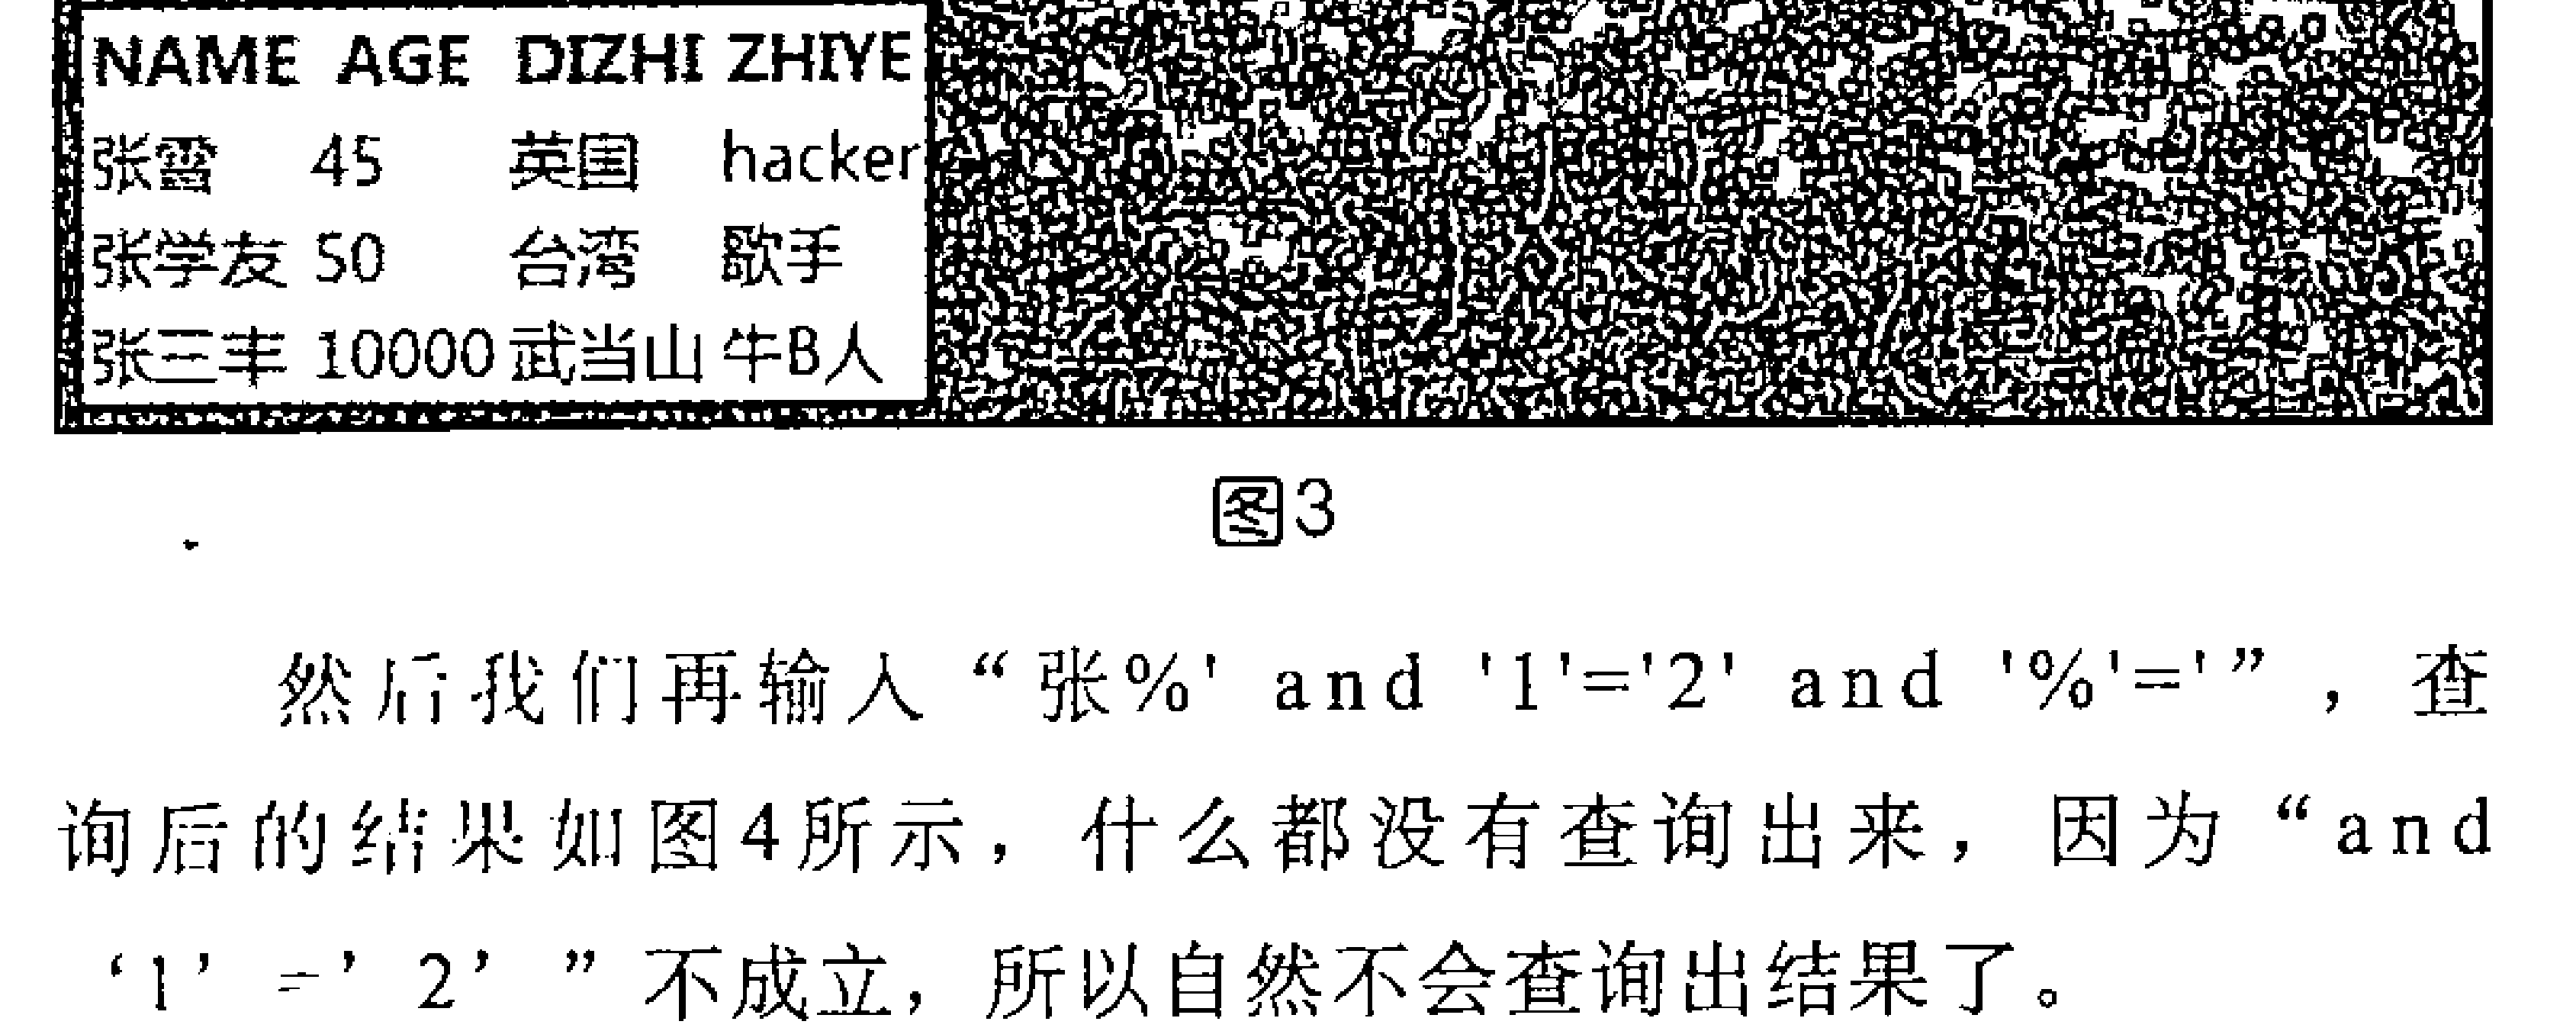 NAME AGE DIZHI ZHIYE
张雪 45 英国 hacker
张学友 50 台湾 歌手
张三丰 10000 武当山 牛B人
图3
然后我们再输入“张%' and '1'='2' and '%'='”，查
询后的结果如图4所示，什么都没有查询出来，因为“and
‘1’=’2’”不成立，所以自然不会查询出结果了。